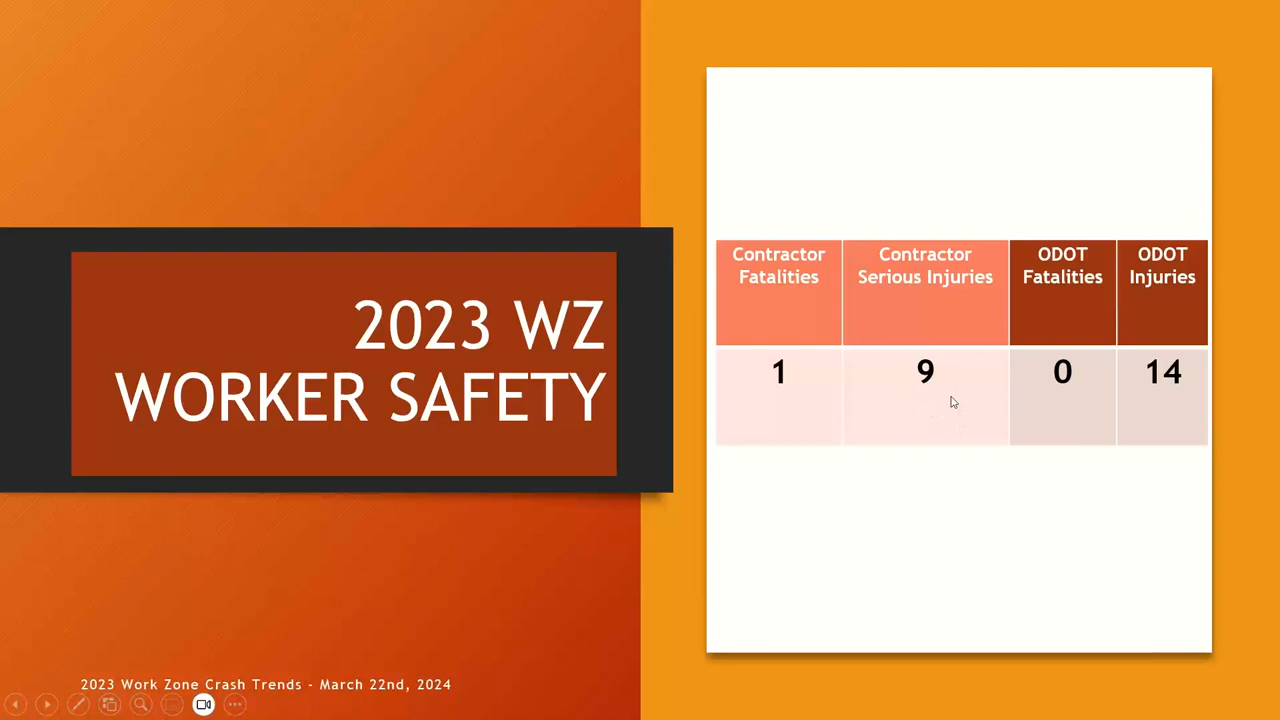 2023 WZ
WORKER SAFETY
Contractor
Fatalities
Contractor
Serious Injuries
ODOT
Fatalities
ODOT
Injuries
1
9
0
14
2023 Work Zone Crash Trends - March 22nd, 2024